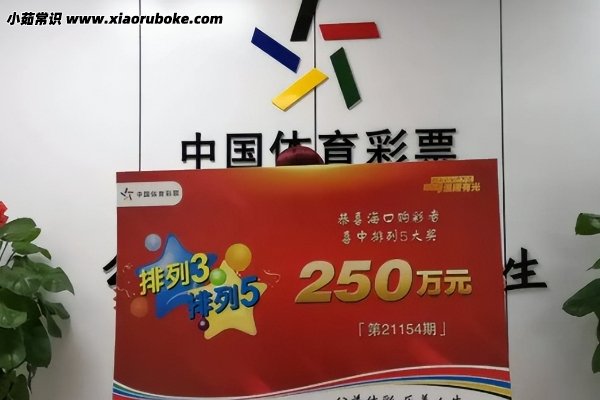 小茹常识 www.xiaoruboke.com
中国体育彩票
中国体育彩票
恭喜海口购彩者
喜中排列5大奖
排列3
排列5
250万元
「第21154期」
生